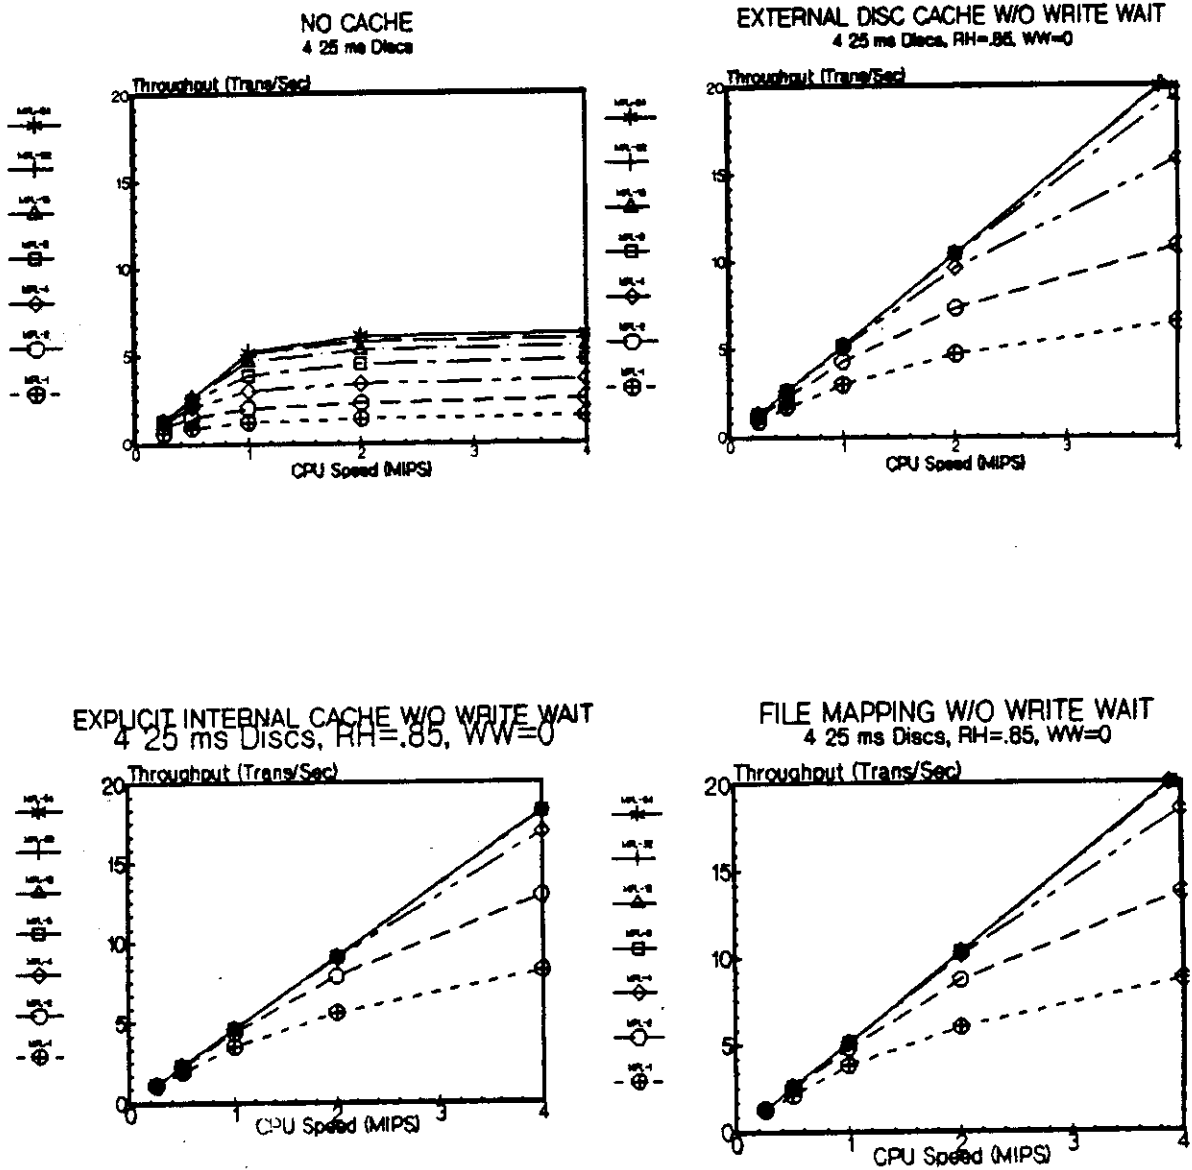 NO CACHE
4 25 ms Discs
Throughput (Trans/Sec)
20
15
10
5
0
0 1 2 3 4
CPU Speed (MIPS)
EXTERNAL DISC CACHE W/O WRITE WAIT
4 25 ms Discs, RH=.85, WW=0
Throughput (Trans/Sec)
20
15
10
5
0
0 1 2 3 4
CPU Speed (MIPS)
EXPLICIT INTERNAL CACHE W/O WRITE WAIT
4 25 ms Discs, RH=.85, WW=0
Throughput (Trans/Sec)
20
15
10
5
0
0 1 2 3 4
CPU Speed (MIPS)
FILE MAPPING W/O WRITE WAIT
4 25 ms Discs, RH=.85, WW=0
Throughput (Trans/Sec)
20
15
10
5
0
0 1 2 3 4
CPU Speed (MIPS)